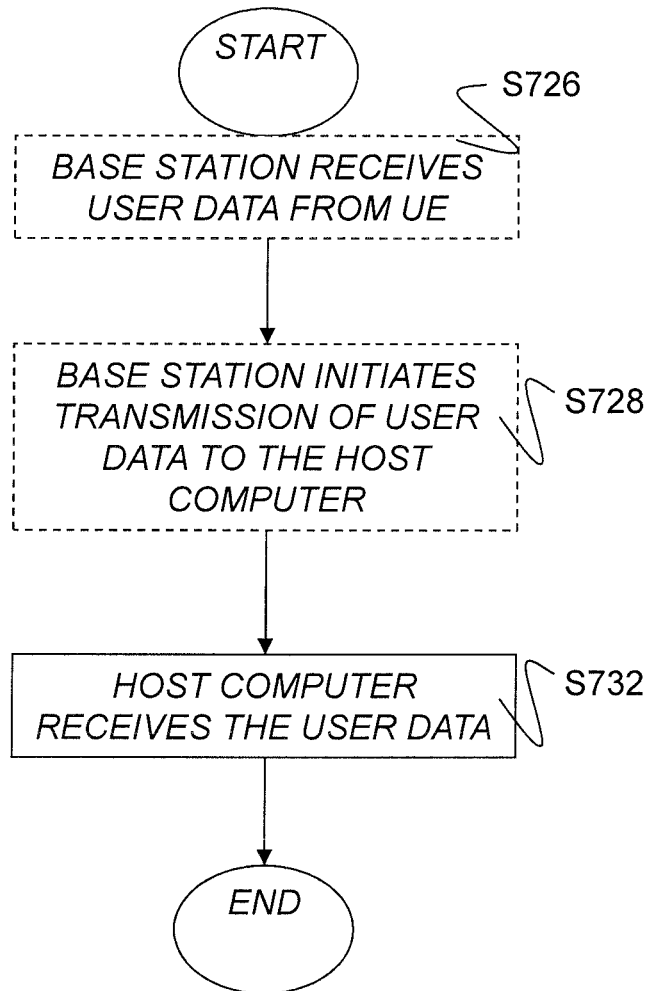 START
S726
BASE STATION RECEIVES
USER DATA FROM UE
BASE STATION INITIATES
TRANSMISSION OF USER
DATA TO THE HOST
COMPUTER
S728
HOST COMPUTER
RECEIVES THE USER DATA
S732
END